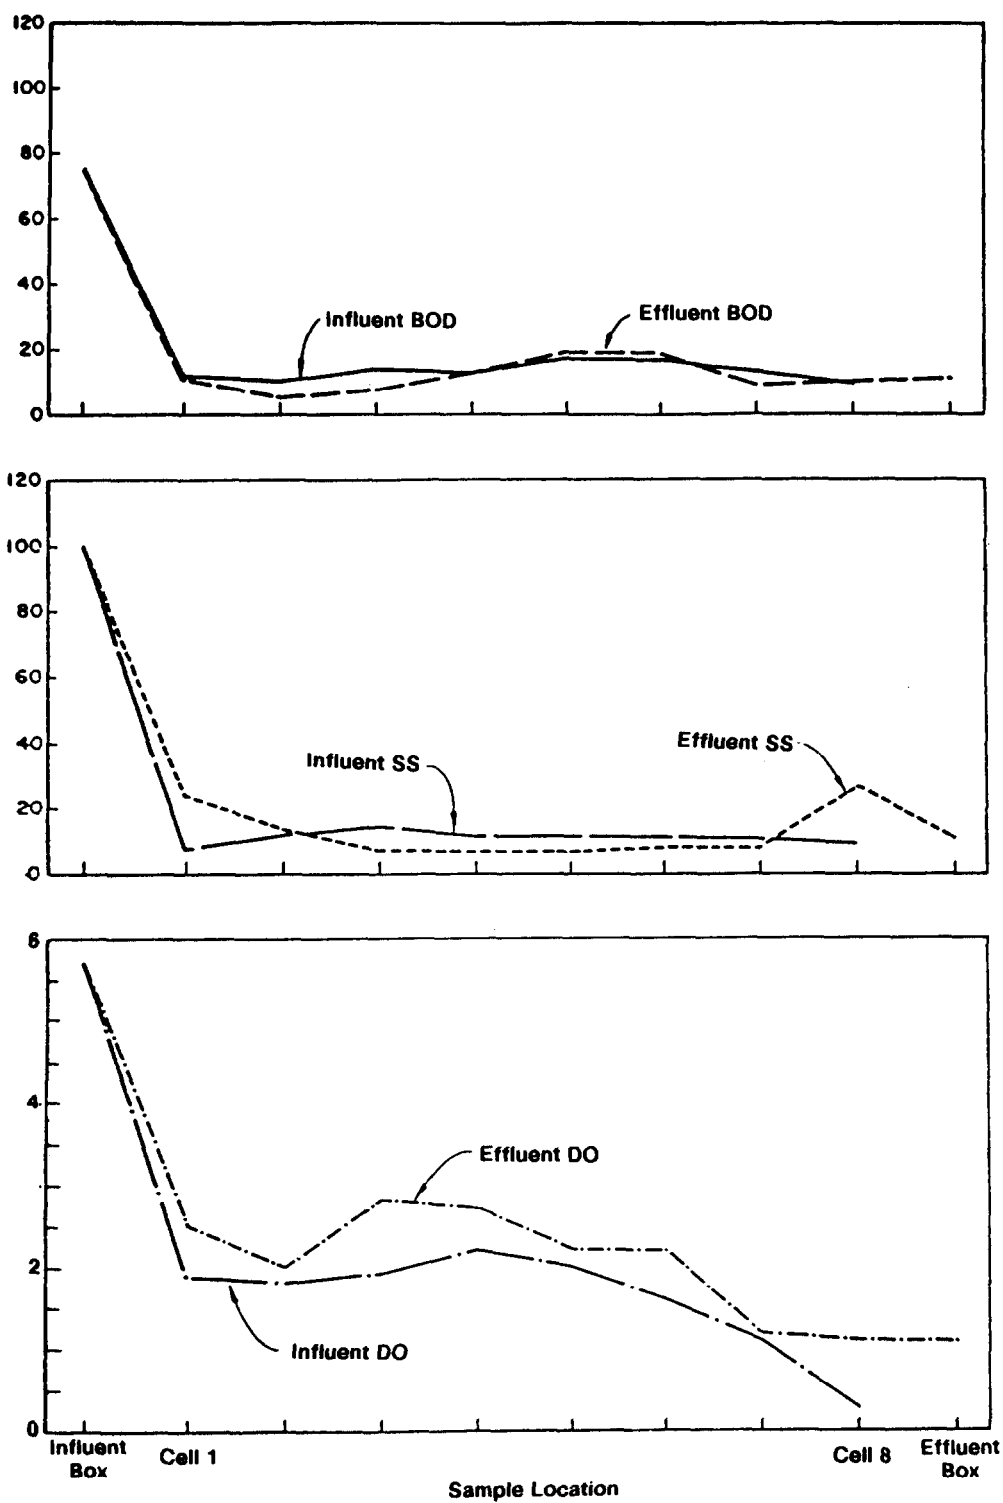 120
100
80
60
40
20
0
Influent BOD
Effluent BOD
120
100
80
60
40
20
0
Influent SS
Effluent SS
6
4
2
0
Effluent DO
Influent DO
Influent
Box
Cell 1
Cell 8
Effluent
Box
Sample Location